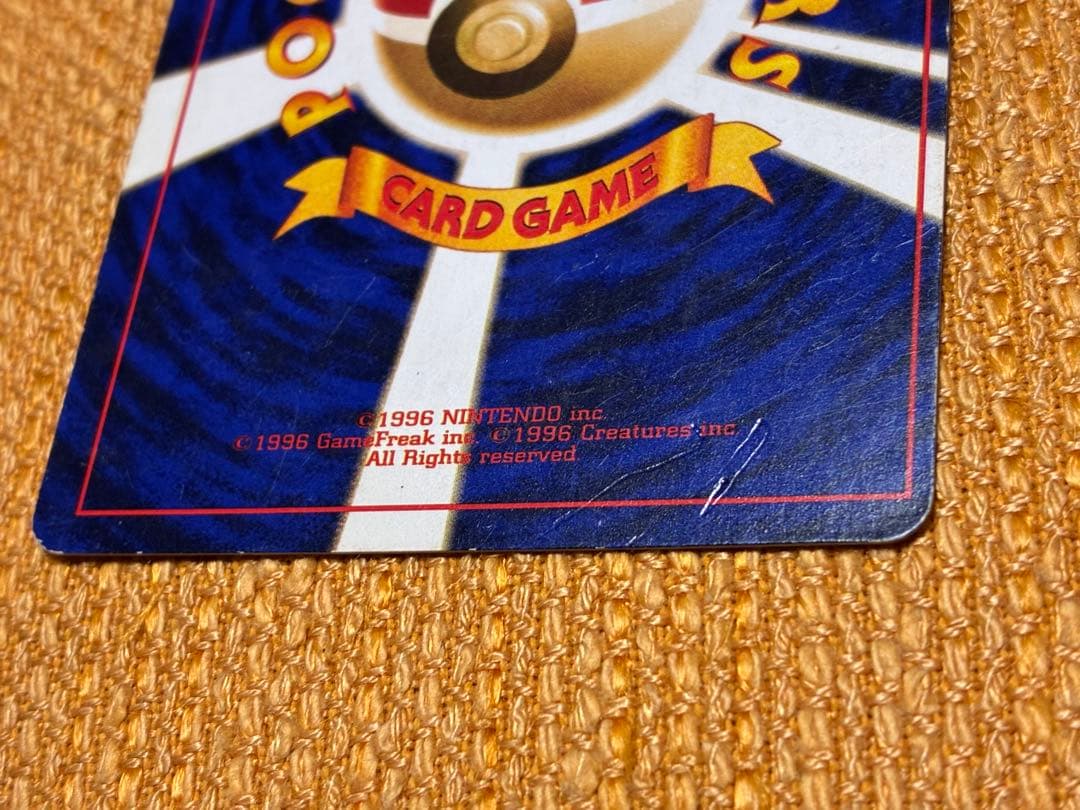 CARD GAME
©1996 NINTENDO inc.
©1996 GameFreak inc. ©1996 Creatures inc.
All Rights reserved.